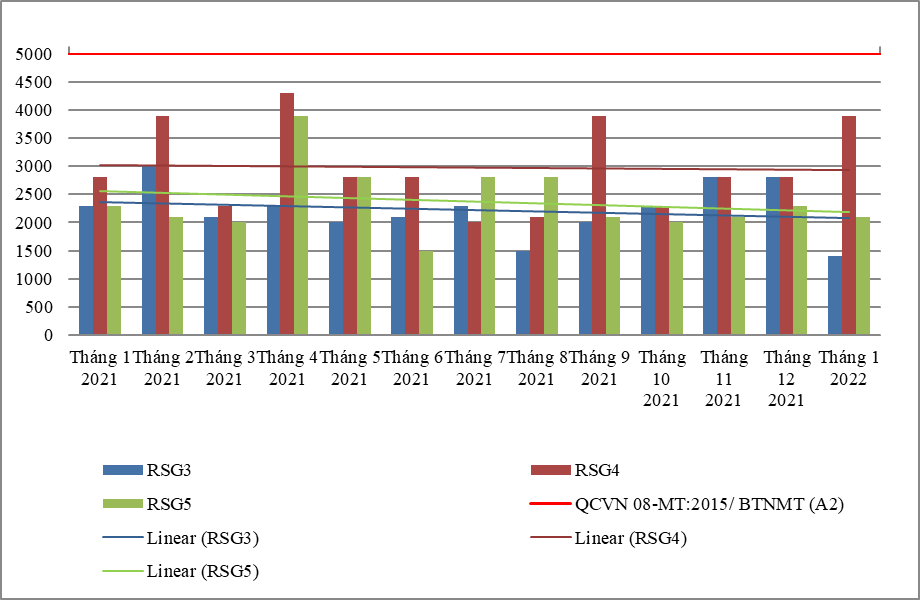 5000
4500
4000
3500
3000
2500
2000
1500
1000
500
0
Tháng 1 Tháng 2 Tháng 3 Tháng 4 Tháng 5 Tháng 6 Tháng 7 Tháng 8 Tháng 9 Tháng Tháng Tháng Tháng 1
2021 2021 2021 2021 2021 2021 2021 2021 2021 10 11 12 2022
2021 2021 2021
RSG3 RSG4
RSG5 QCVN 08-MT:2015/ BTNMT (A2)
Linear (RSG3) Linear (RSG4)
Linear (RSG5)